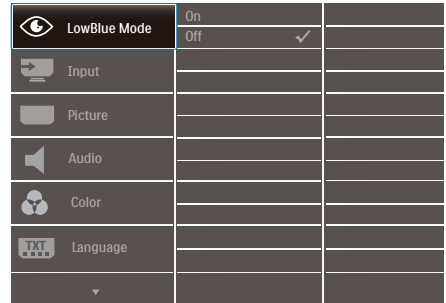 LowBlue Mode
On
Off
Input
Picture
Audio
Color
TXT
Language